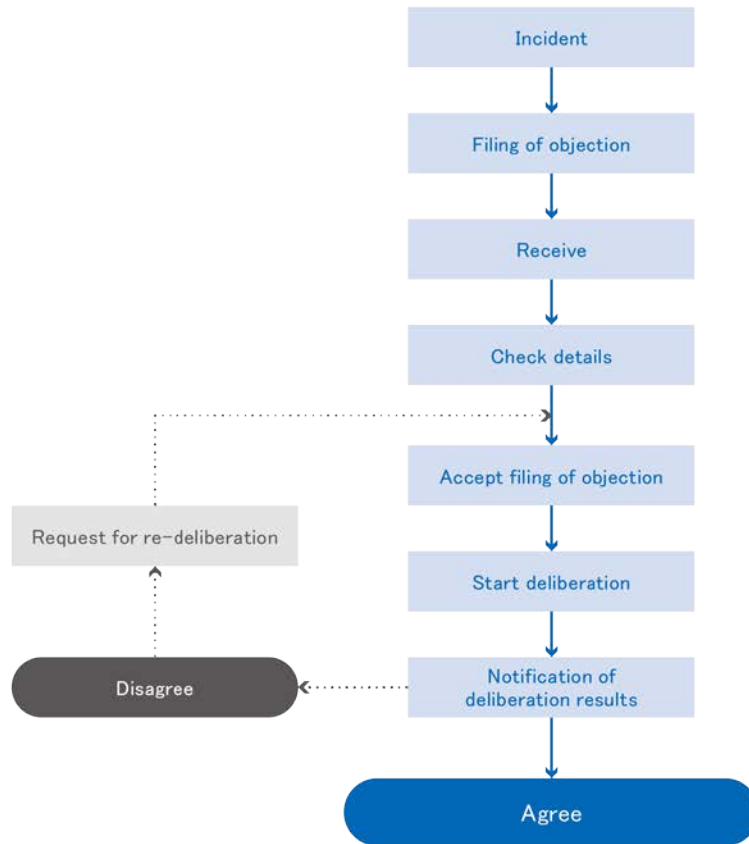 Incident
Filing of objection
Receive
Check details
Accept filing of objection
Request for re-deliberation
Start deliberation
Disagree
Notification of
deliberation results
Agree